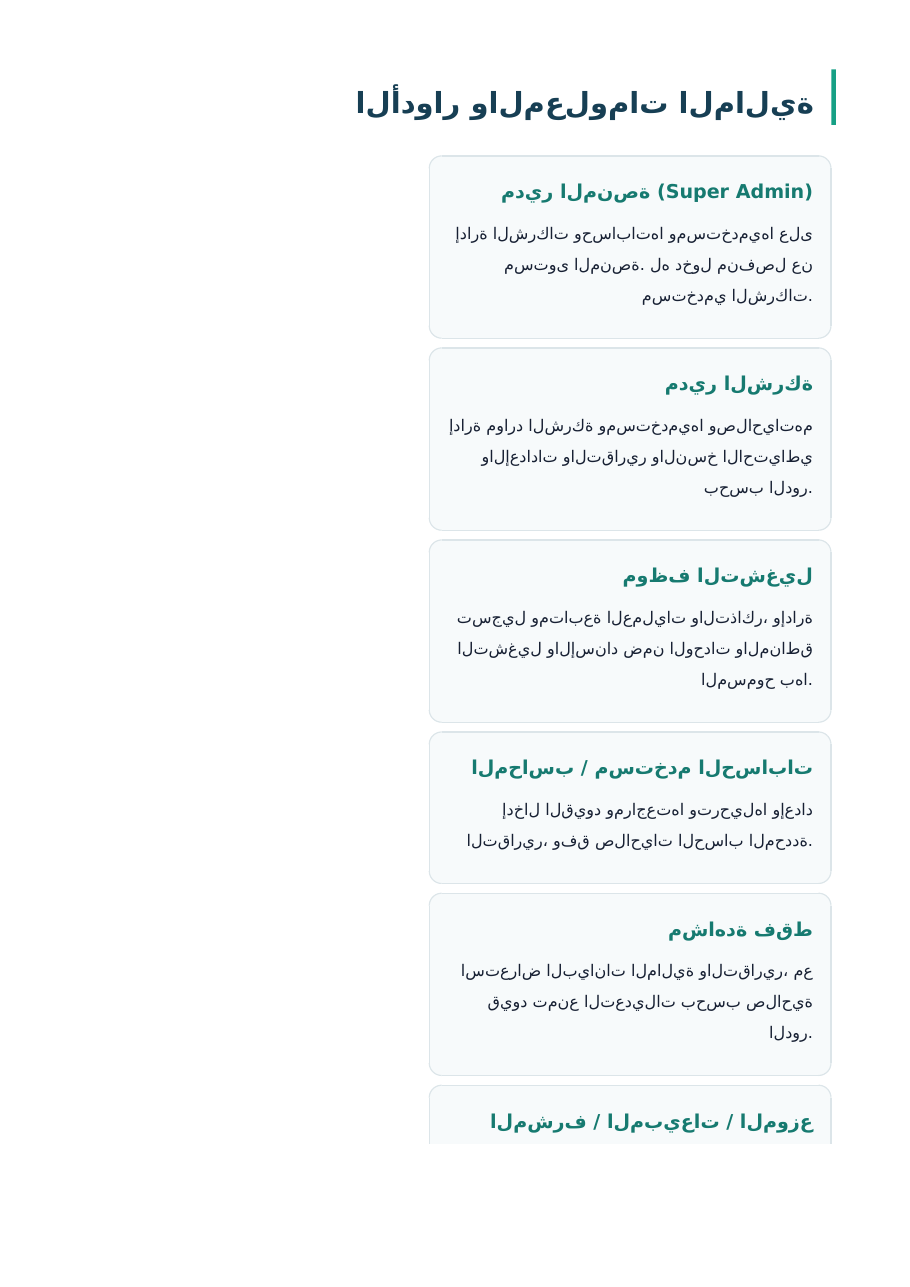 الأدوار والمعلومات المالية
مدير المنصة (Super Admin)
إدارة الشركات وحساباتها ومستخدميها على
مستوى المنصة. له دخول منفصل عن
مستخدمي الشركات.
مدير الشركة
إدارة موارد الشركة ومستخدميها وصلاحياتهم
والإعدادات والتقارير والنسخ الاحتياطي
بحسب الدور.
موظف التشغيل
تسجيل ومتابعة العمليات والتذاكر، وإدارة
التشغيل والإسناد ضمن الوحدات والمناطق
المسموح بها.
المحاسب / مستخدم الحسابات
إدخال القيود ومراجعتها وترحيلها وإعداد
التقارير، وفق صلاحيات الحساب المحددة.
مشاهدة فقط
استعراض البيانات المالية والتقارير، مع
قيود تمنع التعديلات بحسب صلاحية
الدور.
المشرف / المبيعات / الموزع